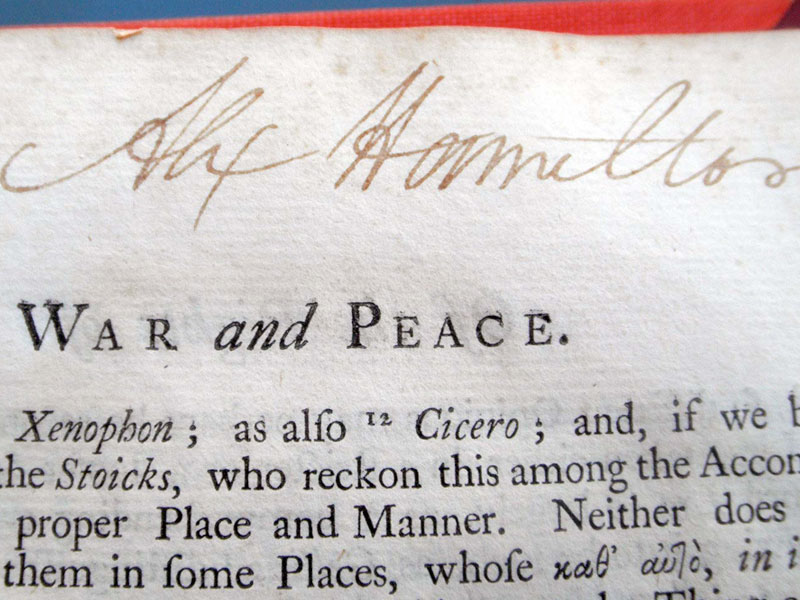 Alex Hamilton
WAR and PEACE.
Xenophon ; as alſo ¹² Cicero ; and, if we
the Stoicks, who reckon this among the
proper Place and Manner. Neither does
them in ſome Places, whoſe καθ’ αὑτὸ, in